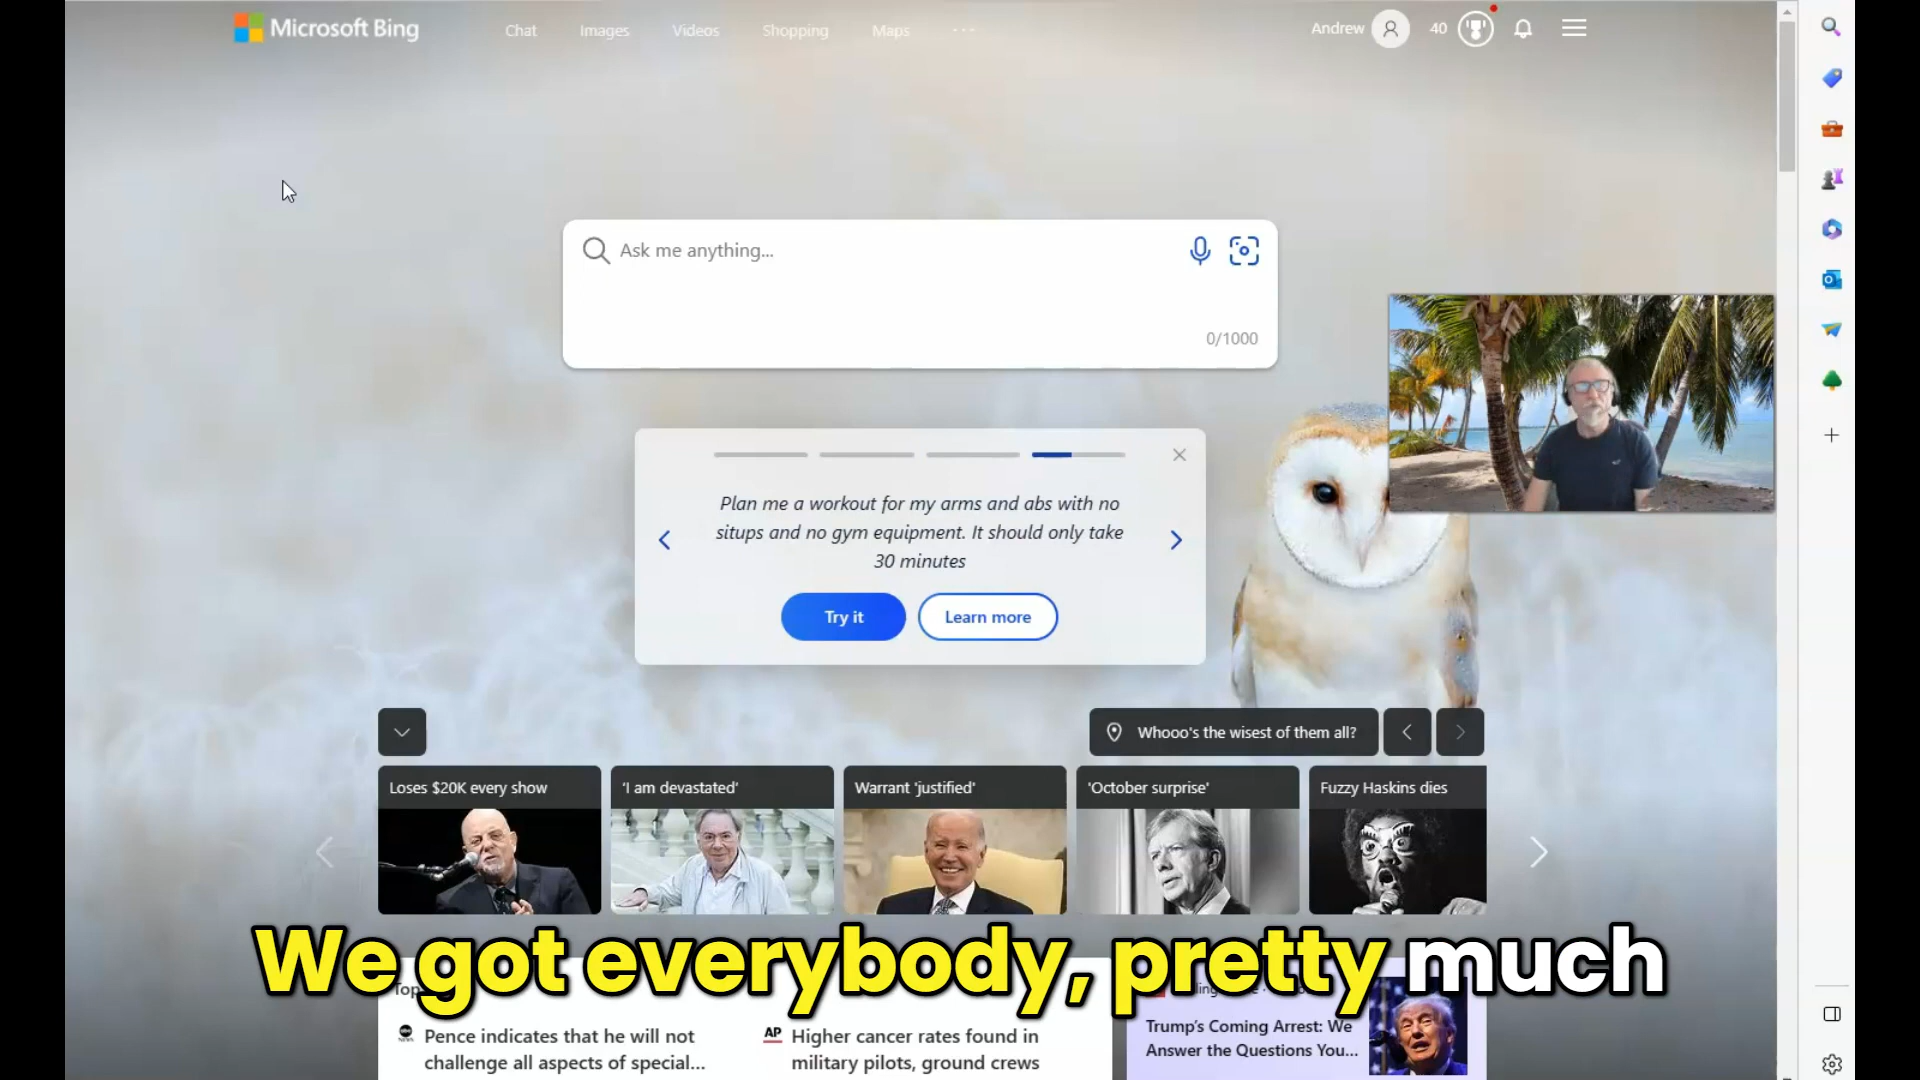 Microsoft Bing
Chat
Images
Videos
Shopping
Maps
Andrew
40
Ask me anything...
0/1000
Plan me a workout for my arms and abs with no
situps and no gym equipment. It should only take
30 minutes
Try it
Learn more
Whooo's the wisest of them all?
Loses $20K every show
'I am devastated'
Warrant 'justified'
'October surprise'
Fuzzy Haskins dies
We got everybody, pretty much
Top
abc NEWS
Pence indicates that he will not
challenge all aspects of special...
AP
Higher cancer rates found in
military pilots, ground crews
Trump's Coming Arrest: We
Answer the Questions You...